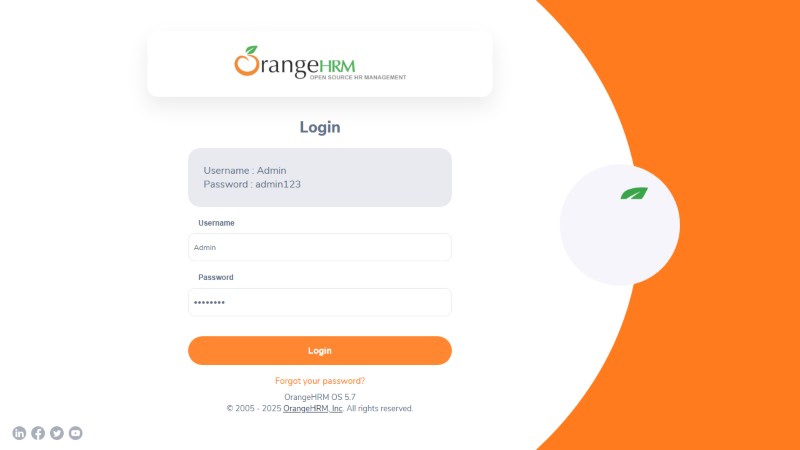 OrangeHRM
OPEN SOURCE HR MANAGEMENT
Login
Username : Admin
Password : admin123
Username
Admin
Password
••••••••
Login
Forgot your password?
OrangeHRM OS 5.7
© 2005 - 2025 OrangeHRM, Inc. All rights reserved.